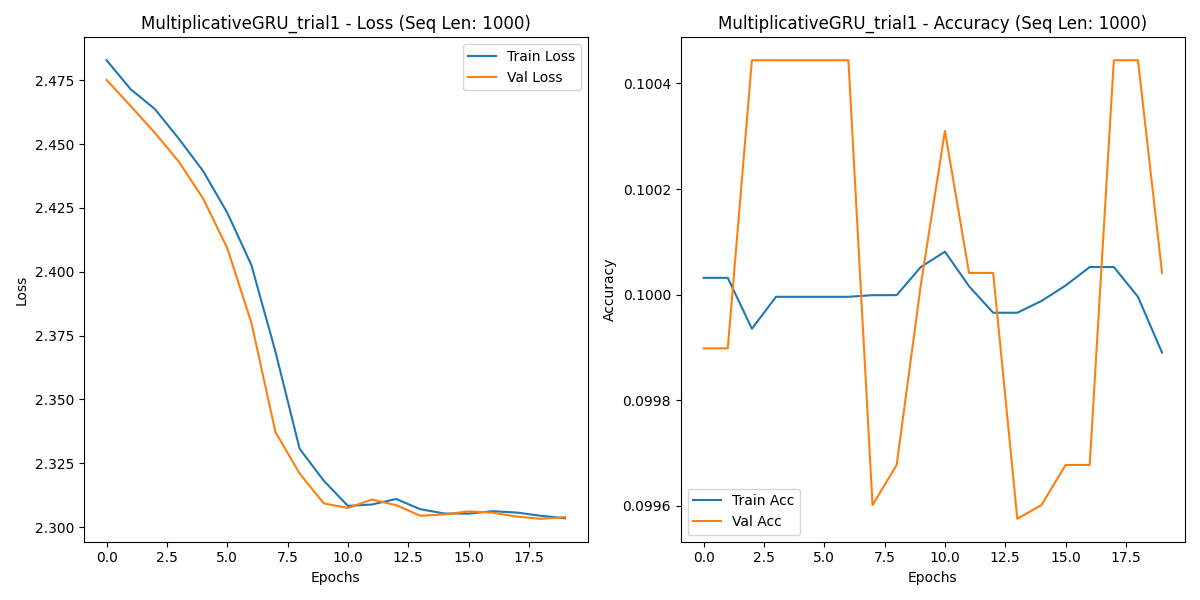 MultiplicativeGRU_trial1 - Loss (Seq Len: 1000)
Train Loss
Val Loss
2.475
2.450
2.425
2.400
2.375
2.350
2.325
2.300
Loss
0.0
2.5
5.0
7.5
10.0
12.5
15.0
17.5
Epochs
MultiplicativeGRU_trial1 - Accuracy (Seq Len: 1000)
0.1004
0.1002
0.1000
0.0998
0.0996
Accuracy
Train Acc
Val Acc
0.0
2.5
5.0
7.5
10.0
12.5
15.0
17.5
Epochs